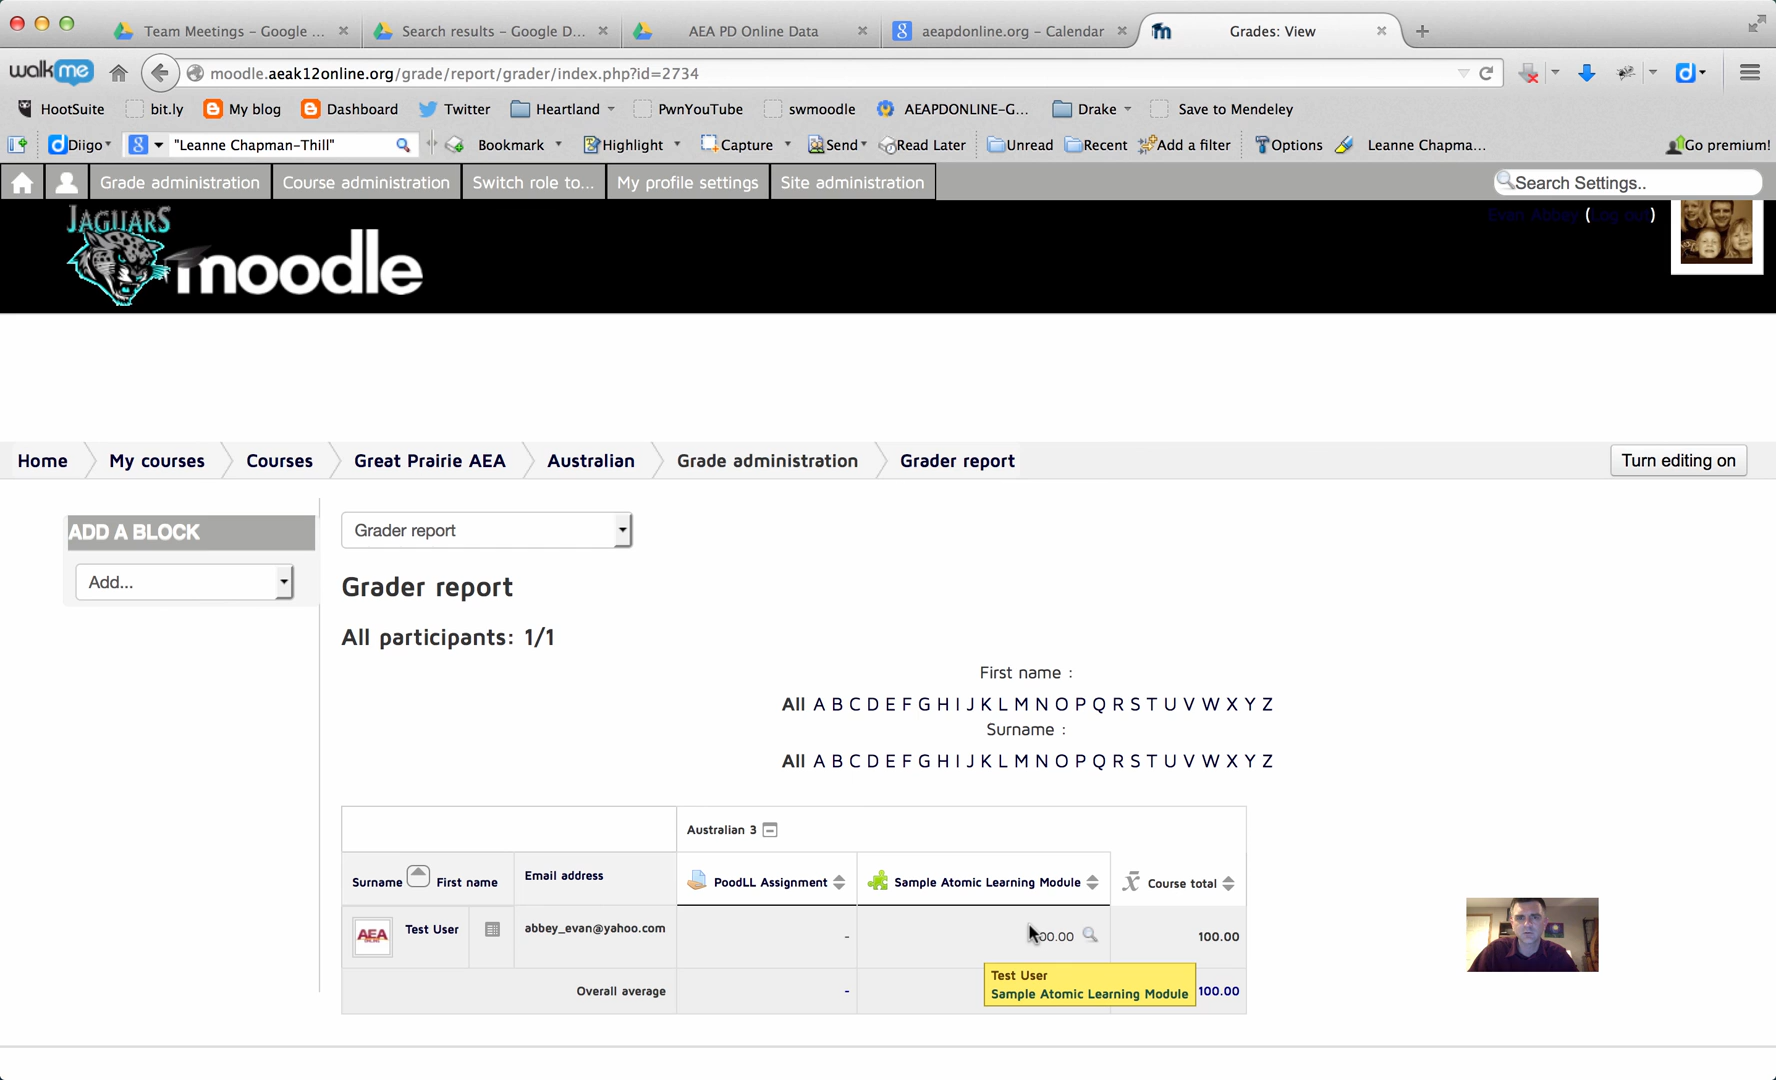 Team Meetings – Google ... Search results – Google D... AEA PD Online Data aeapdonline.org – Calendar Grades: View
walkme moodle.aeak12online.org/grade/report/grader/index.php?id=2734
HootSuite bit.ly My blog Dashboard Twitter Heartland PwnYouTube swmoodle AEAPDONLINE-G... Drake Save to Mendeley
Diigo "Leanne Chapman-Thill" Bookmark Highlight Capture Send Read Later Unread Recent Add a filter Options Leanne Chapma... Go premium!
Grade administration Course administration Switch role to... My profile settings Site administration Search Settings..
Evan Abbey (Log out)
JAGUARS
moodle
Home My courses Courses Great Prairie AEA Australian Grade administration Grader report Turn editing on
ADD A BLOCK
Add...
Grader report
Grader report
All participants: 1/1
First name :
All A B C D E F G H I J K L M N O P Q R S T U V W X Y Z
Surname :
All A B C D E F G H I J K L M N O P Q R S T U V W X Y Z
Australian 3
Surname First name Email address PoodLL Assignment Sample Atomic Learning Module x̄ Course total
AEA Test User abbey_evan@yahoo.com - 00.00 100.00
Test User
Sample Atomic Learning Module
Overall average - 100.00